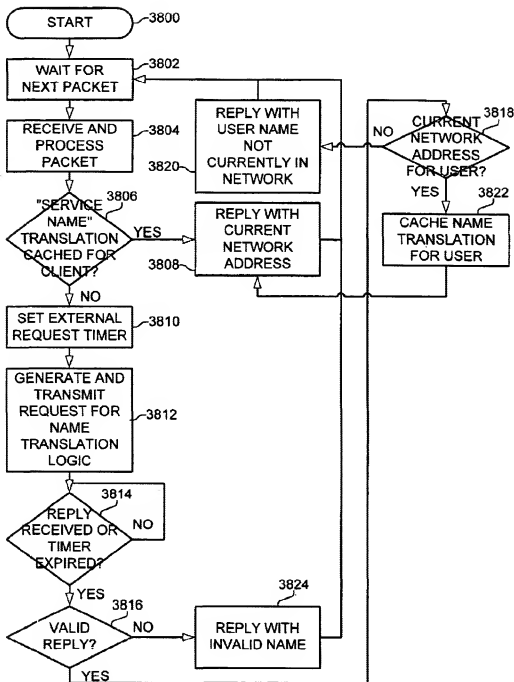 START
3800
WAIT FOR
NEXT PACKET
3802
RECEIVE AND
PROCESS
PACKET
3804
"SERVICE
NAME"
TRANSLATION
CACHED FOR
CLIENT?
3806
YES
NO
REPLY WITH
CURRENT
NETWORK
ADDRESS
3808
SET EXTERNAL
REQUEST TIMER
3810
GENERATE AND
TRANSMIT
REQUEST FOR
NAME
TRANSLATION
LOGIC
3812
REPLY
RECEIVED OR
TIMER
EXPIRED?
3814
NO
YES
VALID
REPLY?
3816
NO
YES
REPLY WITH
INVALID NAME
3824
CURRENT
NETWORK
ADDRESS
FOR USER?
3818
NO
YES
REPLY WITH
USER NAME
NOT
CURRENTLY IN
NETWORK
3820
CACHE NAME
TRANSLATION
FOR USER
3822